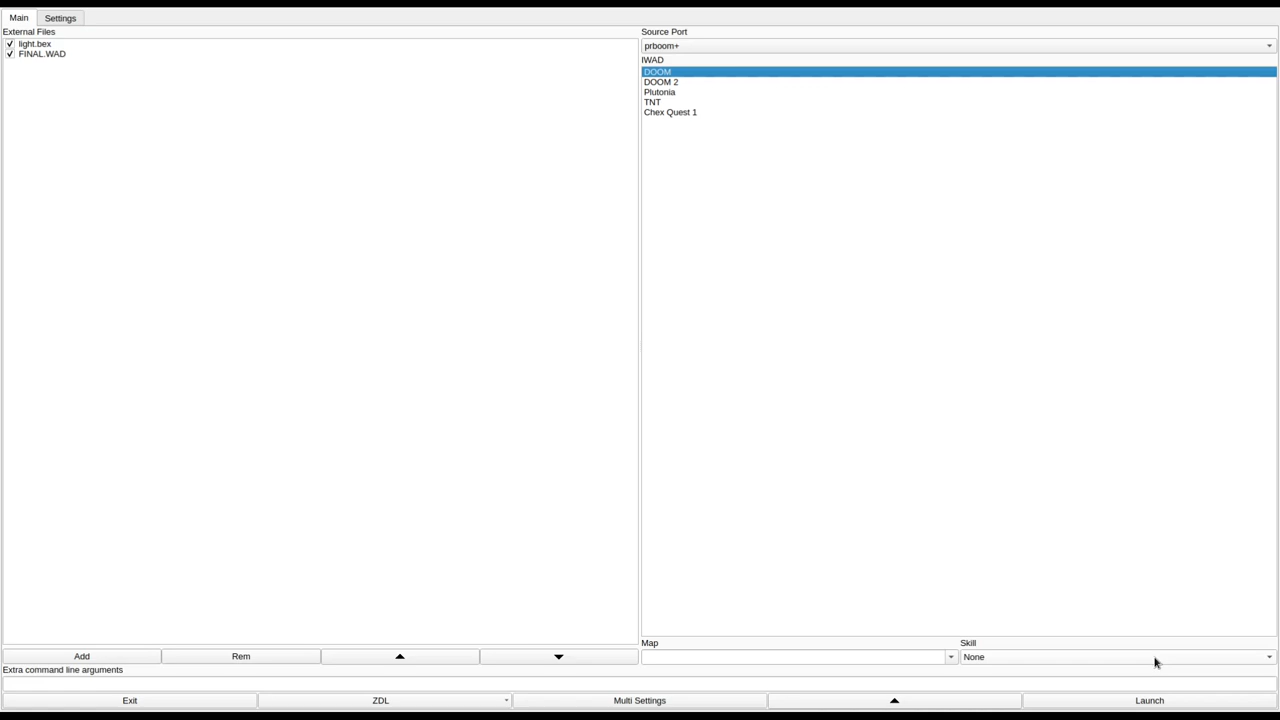 Main Settings
External Files
light.bex
FINAL.WAD
Source Port
prboom+
IWAD
DOOM
DOOM 2
Plutonia
TNT
Chex Quest 1
Map Skill
None
Add Rem
Extra command line arguments
Exit ZDL Multi Settings Launch